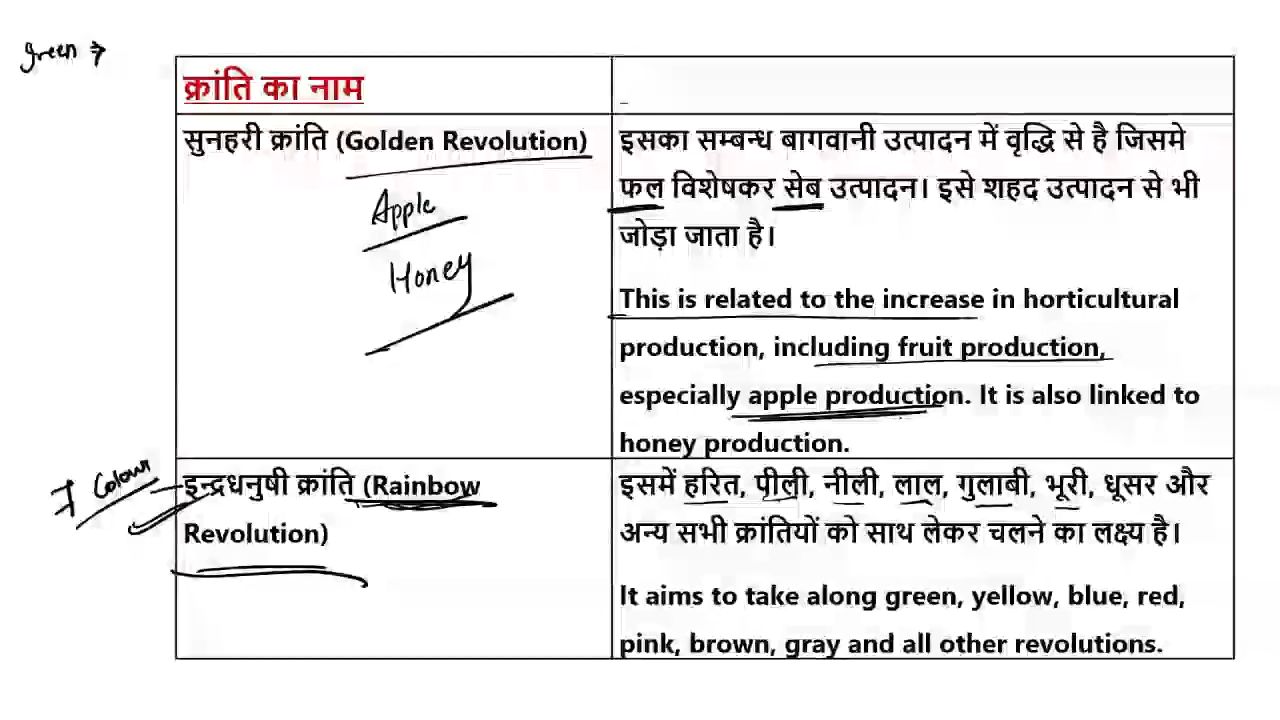 green →
क्रांति का नाम
सुनहरी क्रांति (Golden Revolution)
Apple
Honey
इसका सम्बन्ध बागवानी उत्पादन में वृद्धि से है जिसमे
फल विशेषकर सेब उत्पादन। इसे शहद उत्पादन से भी
जोड़ा जाता है।
This is related to the increase in horticultural
production, including fruit production,
especially apple production. It is also linked to
honey production.
7 Colour
इन्द्रधनुषी क्रांति (Rainbow
Revolution)
इसमें हरित, पीली, नीली, लाल, गुलाबी, भूरी, धूसर और
अन्य सभी क्रांतियों को साथ लेकर चलने का लक्ष्य है।
It aims to take along green, yellow, blue, red,
pink, brown, gray and all other revolutions.